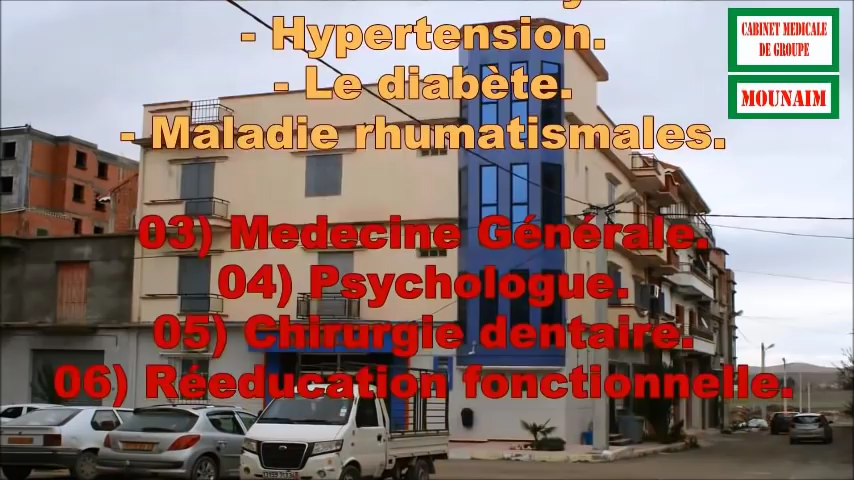 - Hypertension.
- Le diabète.
- Maladie rhumatismales.
03) Medecine Générale.
04) Psychologue.
05) Chirurgie dentaire.
06) Rééducation fonctionnelle.
CABINET MEDICALE
DE GROUPE
MOUNAIM